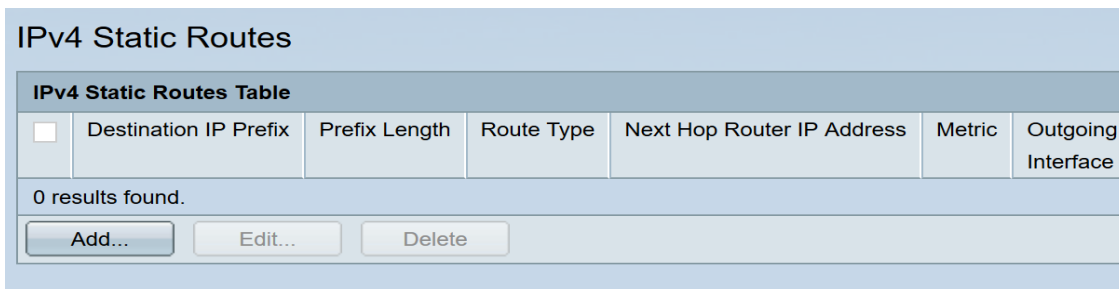 IPv4 Static Routes
IPv4 Static Routes Table
Destination IP Prefix Prefix Length Route Type Next Hop Router IP Address Metric Outgoing
Interface
0 results found.
Add... Edit... Delete